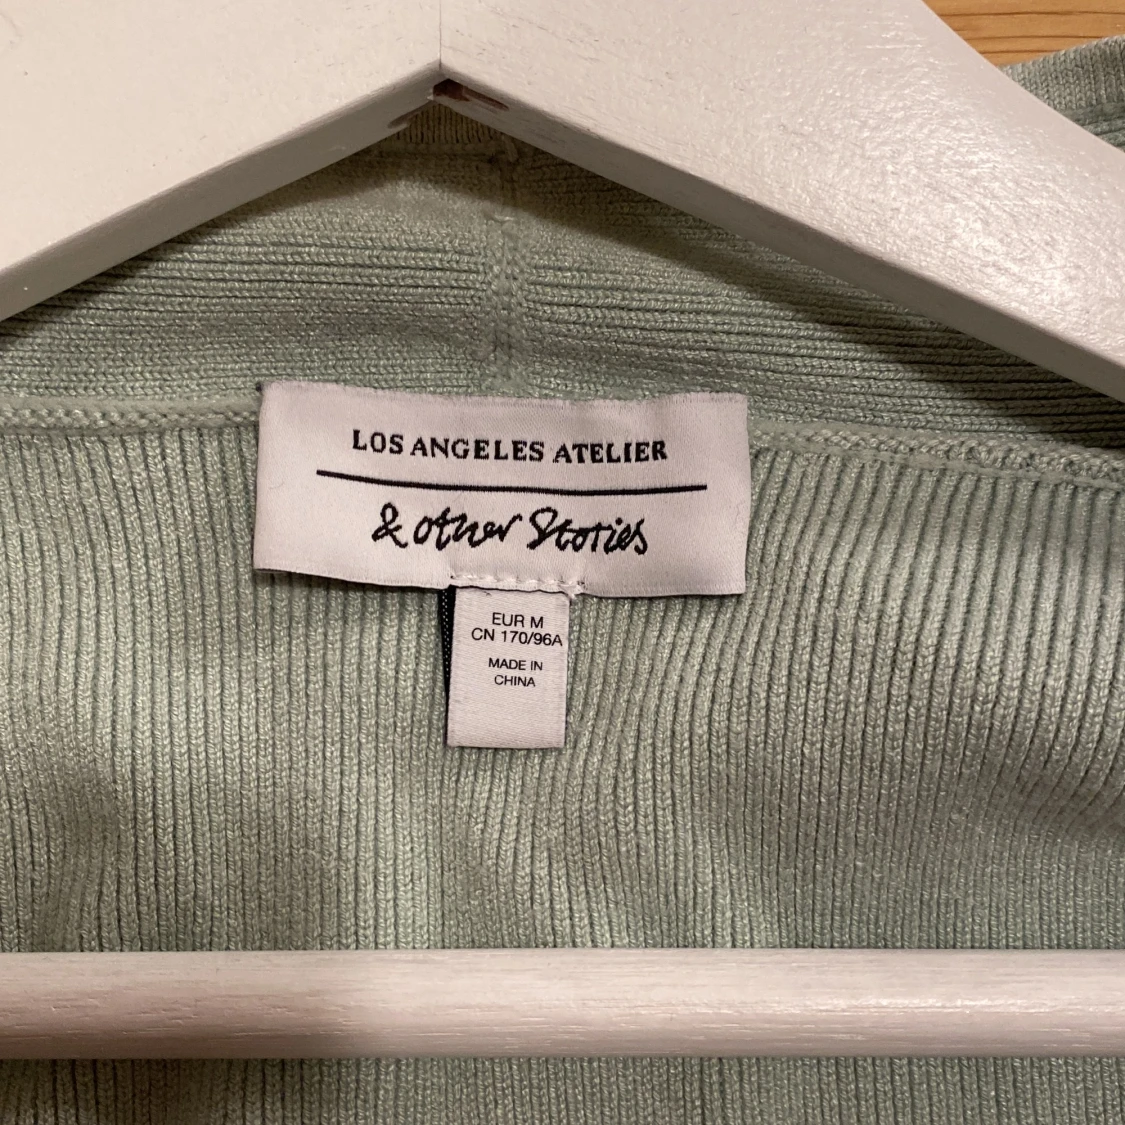 LOS ANGELES ATELIER
& other Stories
EUR M
CN 170/96A
MADE IN
CHINA